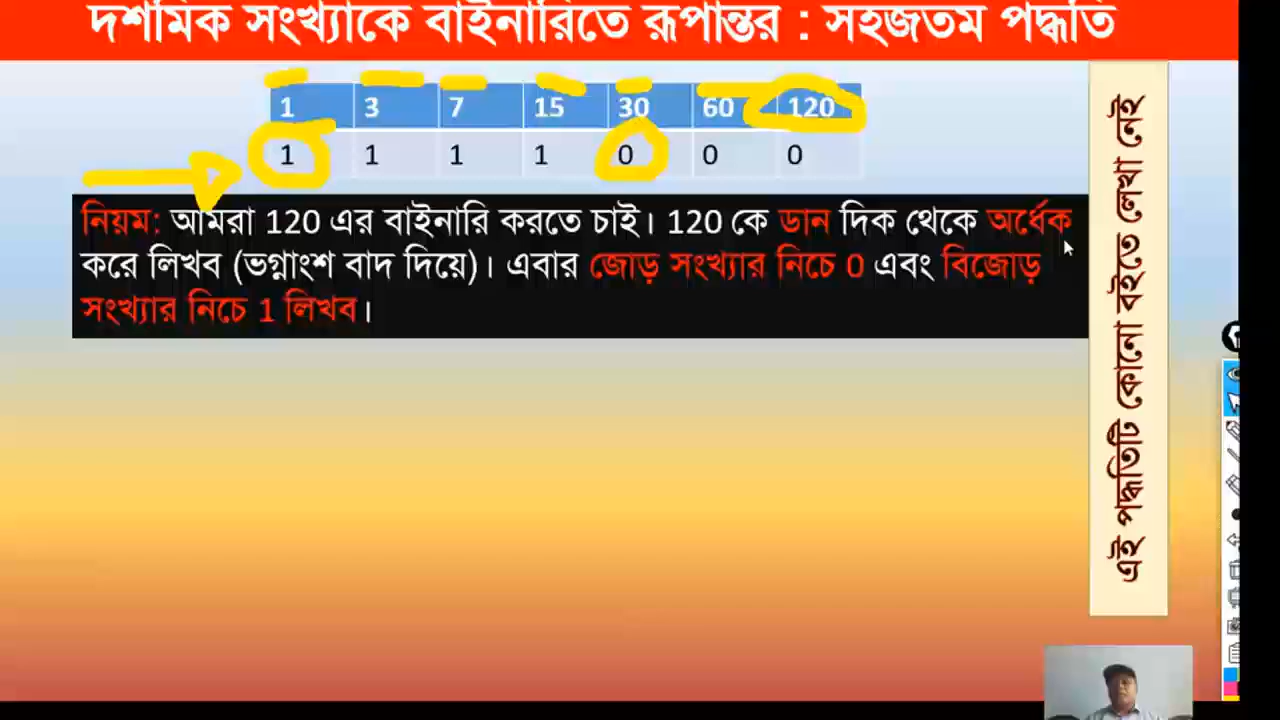 দশমিক সংখ্যাকে বাইনারিতে রূপান্তর : সহজতম পদ্ধতি
1 3 7 15 30 60 120
1 1 1 1 0 0 0
নিয়ম: আমরা 120 এর বাইনারি করতে চাই। 120 কে ডান দিক থেকে অর্ধেক
করে লিখব (ভগ্নাংশ বাদ দিয়ে)। এবার জোড় সংখ্যার নিচে 0 এবং বিজোড়
সংখ্যার নিচে 1 লিখব।
এই পদ্ধতিটি কোনো বইতে লেখা নেই